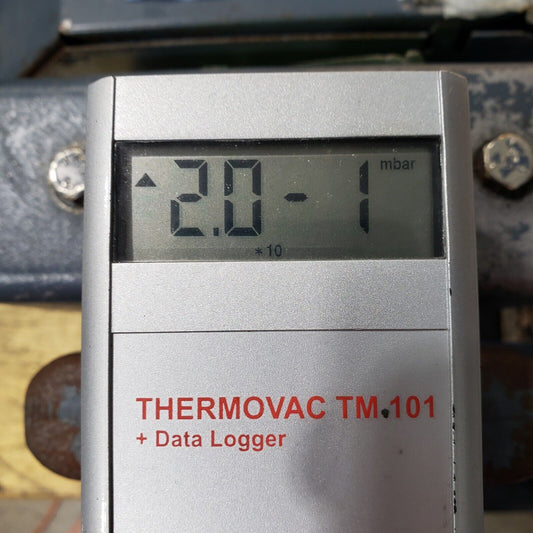 mbar
2.0 - 1
*10
THERMOVAC TM 101
+ Data Logger